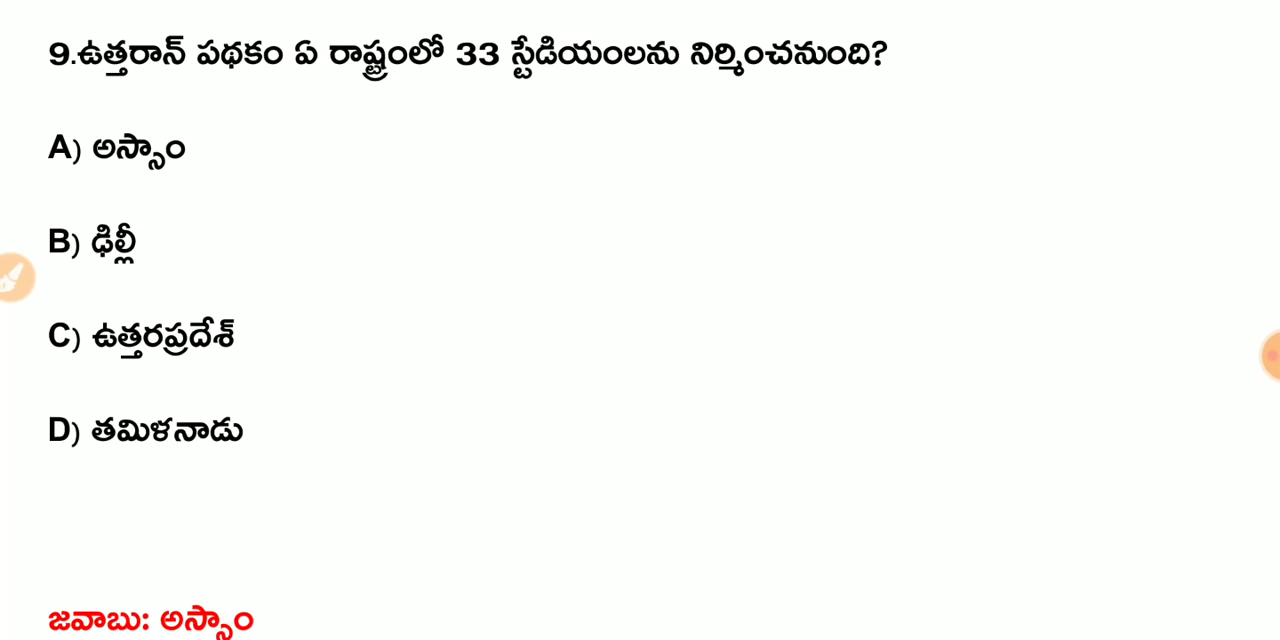 9.ఉత్తరాన్ పథకం ఏ రాష్ట్రంలో 33 స్టేడియంలను నిర్మించనుంది?
A) అస్సాం
B) ఢిల్లీ
C) ఉత్తరప్రదేశ్
D) తమిళనాడు
జవాబు: అస్సాం